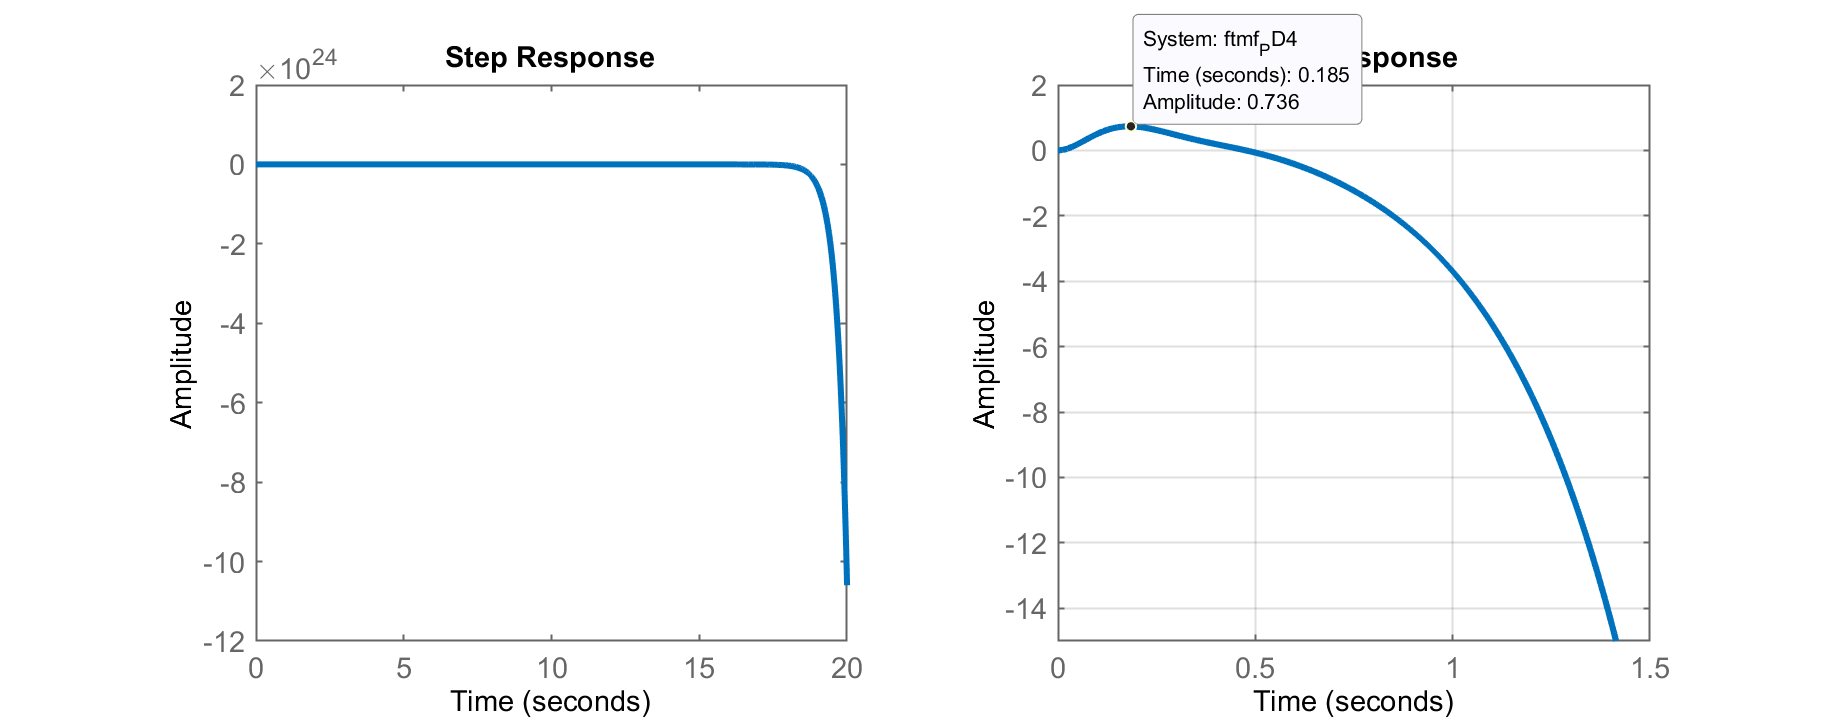 Step Response
×10^24
2
0
-2
-4
-6
-8
-10
-12
0 5 10 15 20
Time (seconds)
Amplitude
System: ftmf_PD4
Time (seconds): 0.185
Amplitude: 0.736
sponse
2
0
-2
-4
-6
-8
-10
-12
-14
0 0.5 1 1.5
Time (seconds)
Amplitude